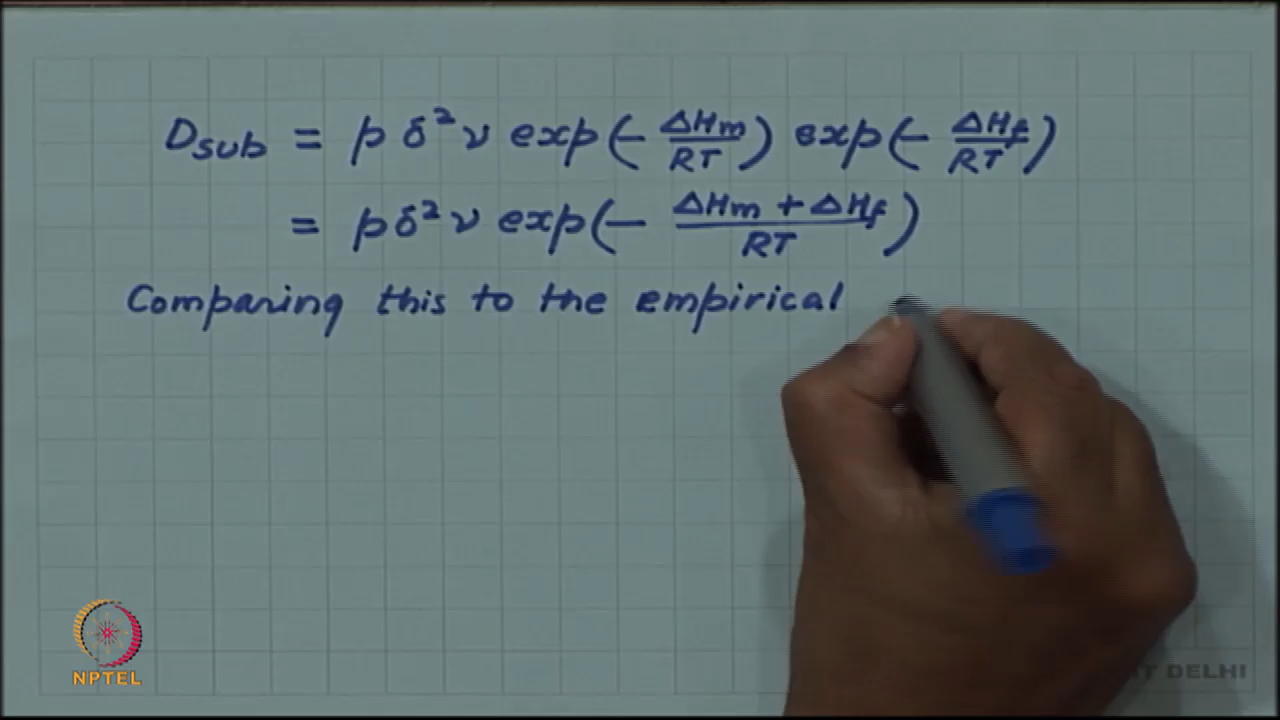 Dsub = p δ² ν exp(- ΔHm/RT) exp(- ΔHf/RT)
= p δ² ν exp(- (ΔHm + ΔHf)/RT)
Comparing this to the empirical
NPTEL
DELHI